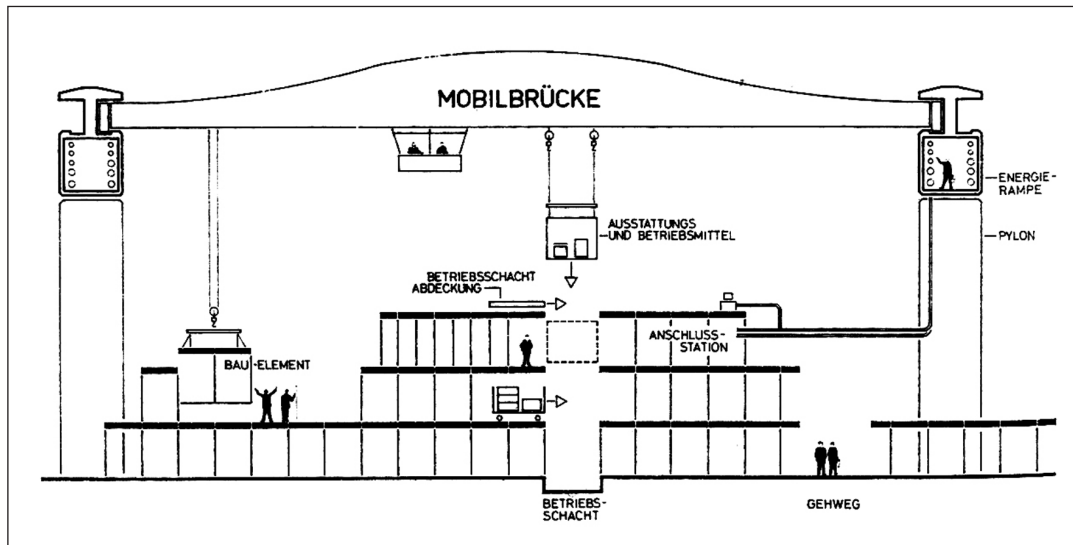 MOBILBRÜCKE
ENERGIE-
RAMPE
AUSSTATTUNGS
UND BETRIEBSMITTEL
PYLON
BETRIEBSSCHACHT
ABDECKUNG
ANSCHLUSS-
STATION
BAU-ELEMENT
BETRIEBS-
SCHACHT
GEHWEG